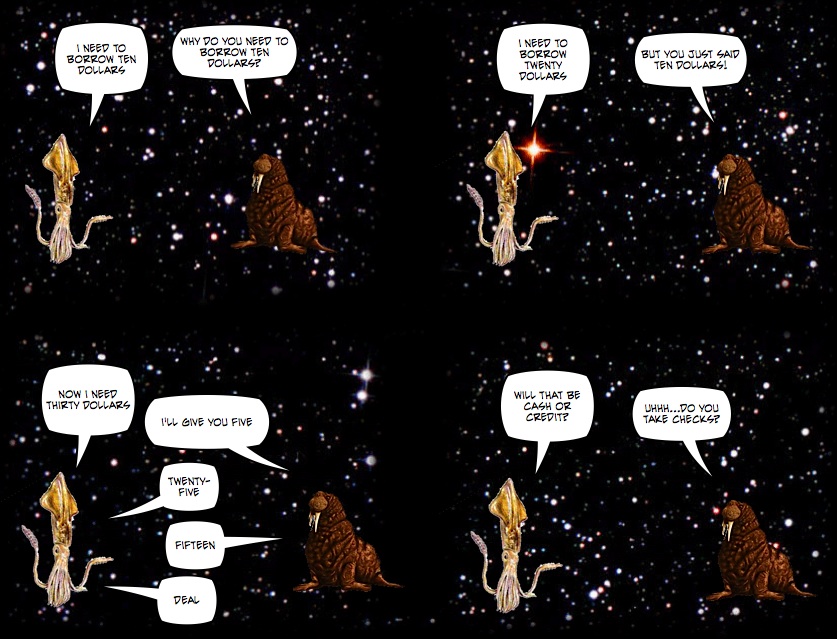 I NEED TO
BORROW TEN
DOLLARS
WHY DO YOU NEED TO
BORROW TEN
DOLLARS?
I NEED TO
BORROW
TWENTY
DOLLARS
BUT YOU JUST SAID
TEN DOLLARS!
NOW I NEED
THIRTY DOLLARS
I'LL GIVE YOU FIVE
TWENTY-
FIVE
FIFTEEN
DEAL
WILL THAT BE
CASH OR
CREDIT?
UHHH...DO YOU
TAKE CHECKS?